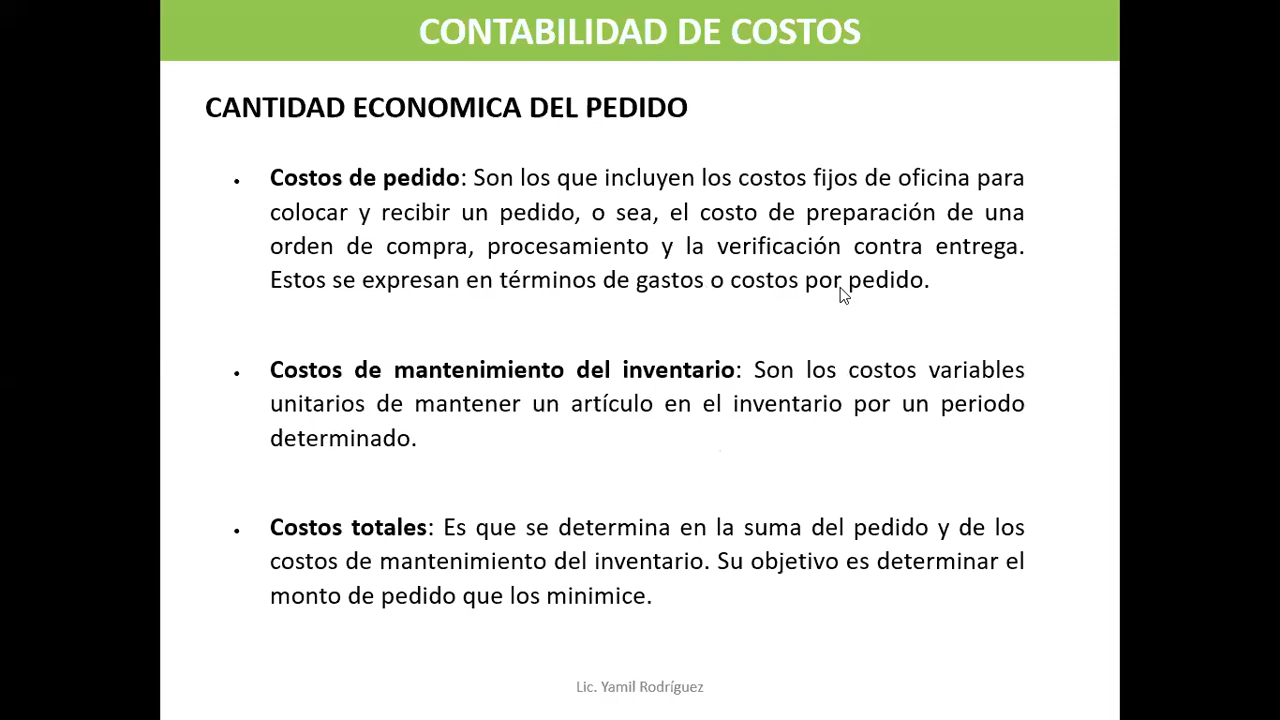 CONTABILIDAD DE COSTOS
CANTIDAD ECONOMICA DEL PEDIDO
• Costos de pedido: Son los que incluyen los costos fijos de oficina para
colocar y recibir un pedido, o sea, el costo de preparación de una
orden de compra, procesamiento y la verificación contra entrega.
Estos se expresan en términos de gastos o costos por pedido.
• Costos de mantenimiento del inventario: Son los costos variables
unitarios de mantener un artículo en el inventario por un periodo
determinado.
• Costos totales: Es que se determina en la suma del pedido y de los
costos de mantenimiento del inventario. Su objetivo es determinar el
monto de pedido que los minimice.
Lic. Yamil Rodríguez